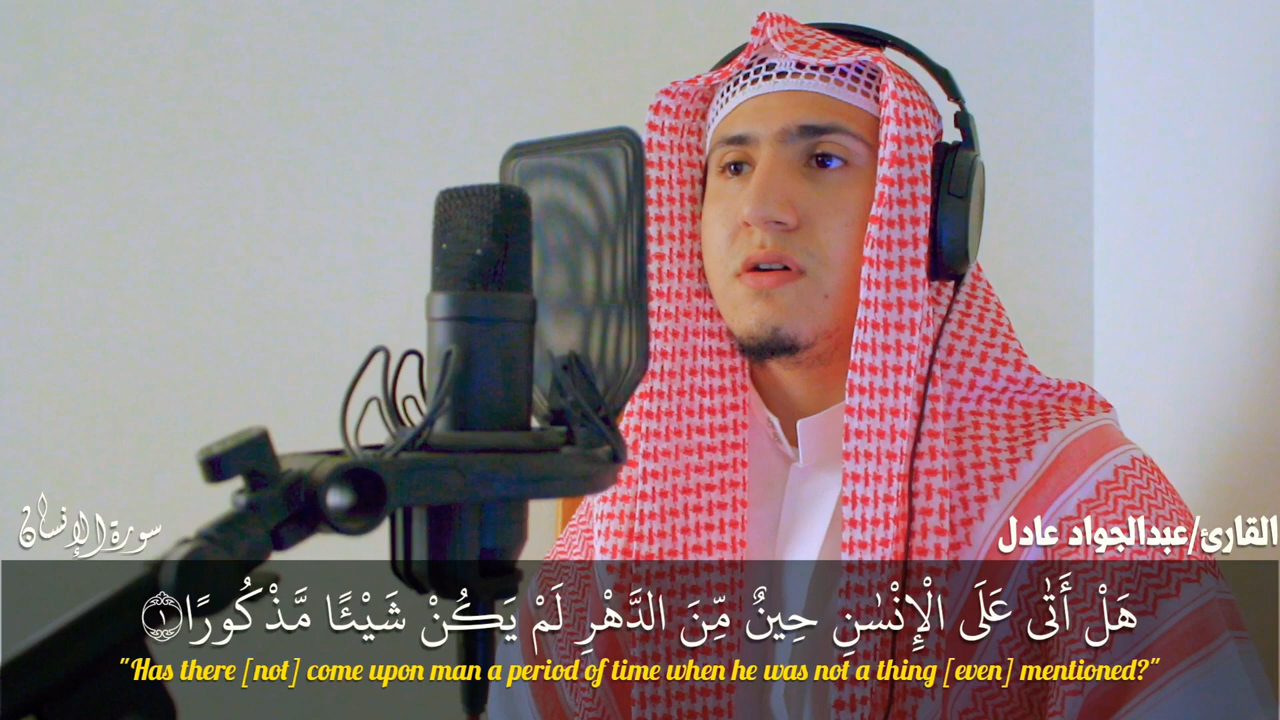 القارئ/عبدالجواد عادل
سورة الإنسان
هَلْ أَتَىٰ عَلَى الْإِنْسَٰنِ حِينٌ مِّنَ الدَّهْرِ لَمْ يَكُنْ شَيْئًا مَّذْكُورًا ١
"Has there [not] come upon man a period of time when he was not a thing [even] mentioned?"